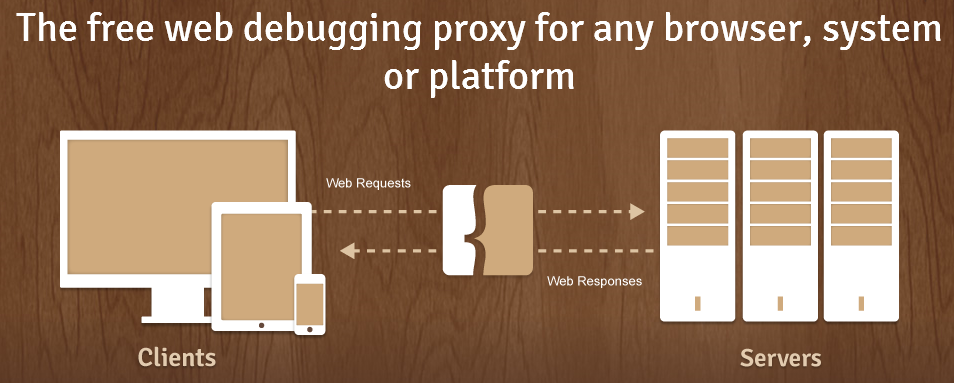 The free web debugging proxy for any browser, system
or platform
Web Requests
Web Responses
Clients
Servers